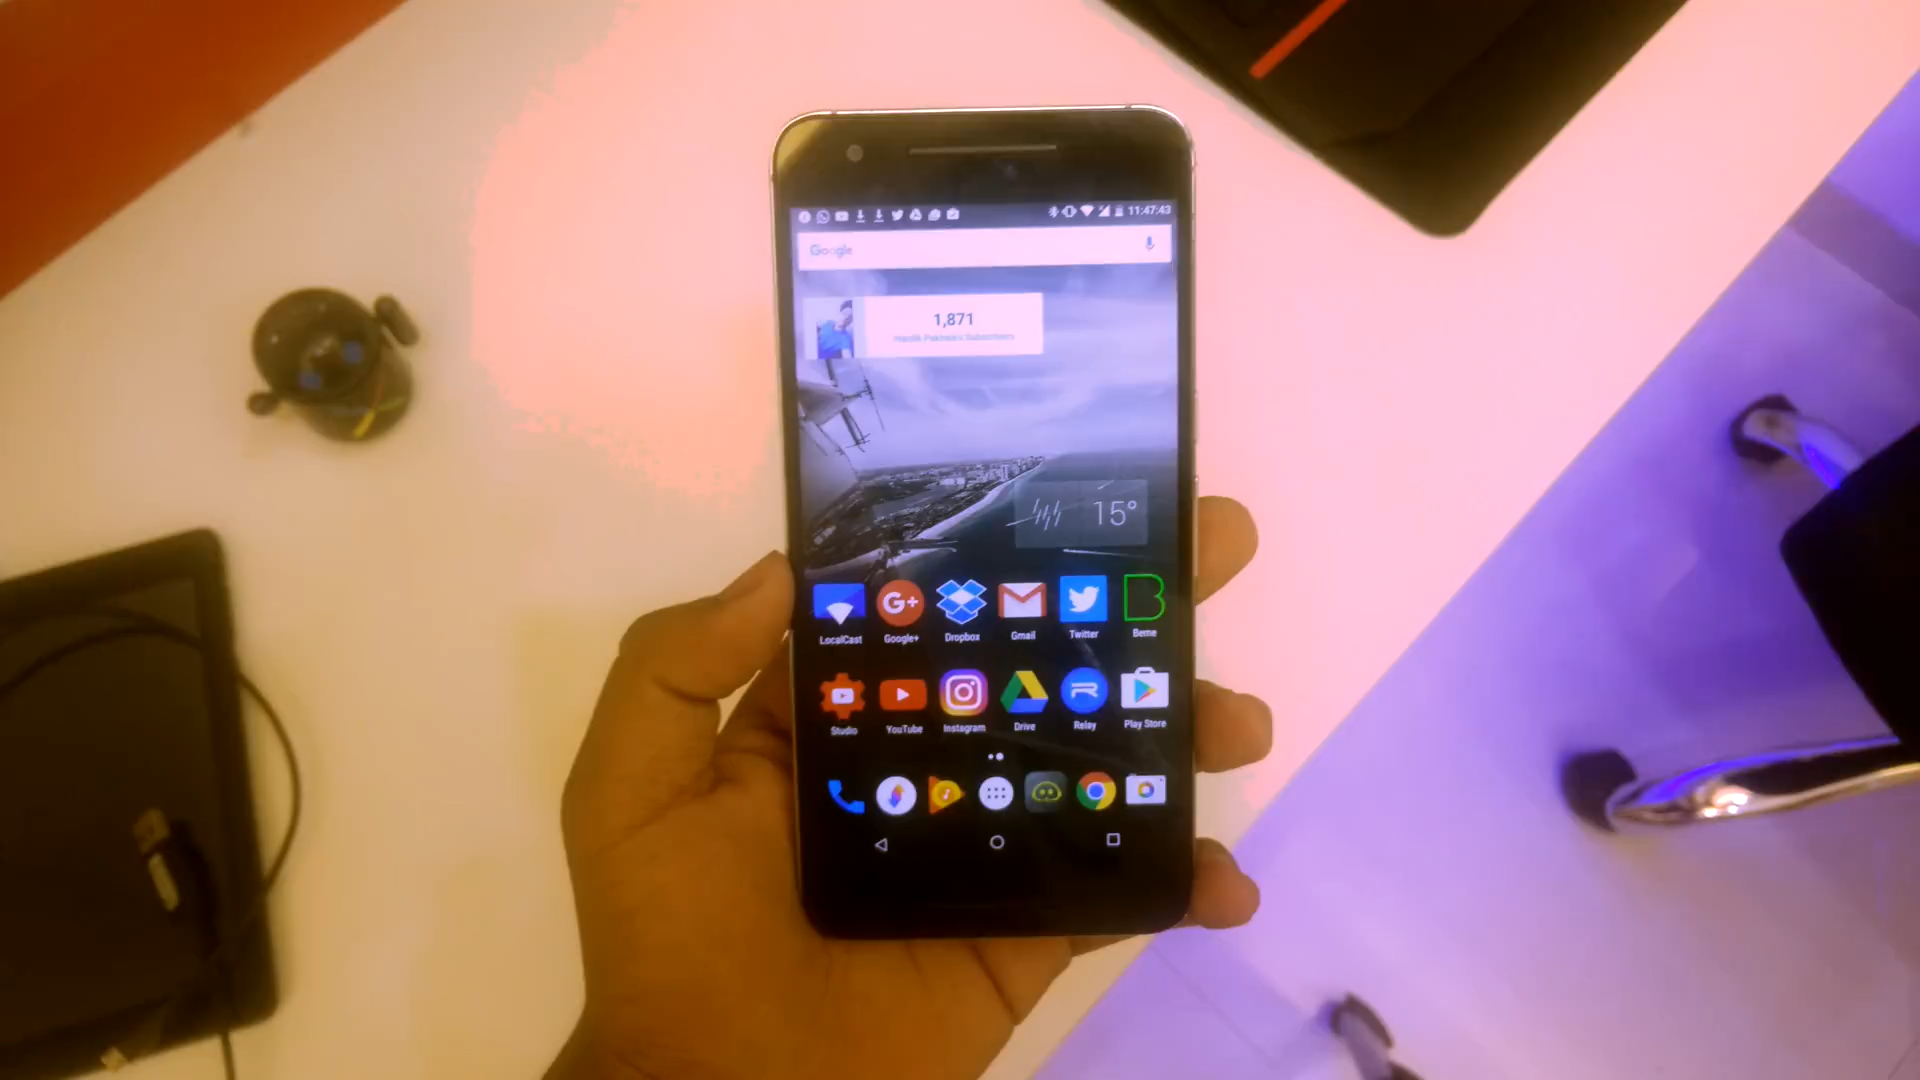 11:47:43
Google
1,871
15°
LocalCast Google+ Dropbox Gmail Twitter Beme
Studio YouTube Instagram Drive Relay Play Store